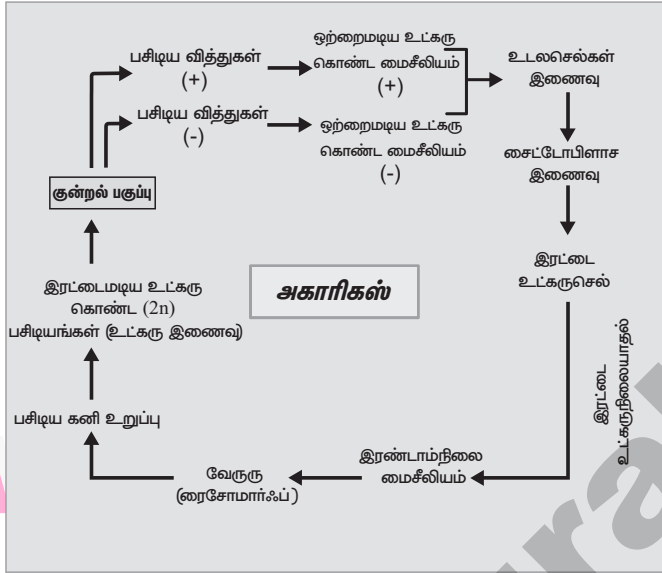 பசிடிய வித்துகள்
(+)
ஒற்றைமடிய உட்கரு
கொண்ட மைசீலியம்
(+)
உடலசெல்கள்
இணைவு
பசிடிய வித்துகள்
(-)
ஒற்றைமடிய உட்கரு
கொண்ட மைசீலியம்
(-)
சைட்டோபிளாச
இணைவு
குன்றல் பகுப்பு
இரட்டை
உட்கருசெல்
அகாரிகஸ்
இரட்டைமடிய உட்கரு
கொண்ட (2n)
பசிடியங்கள் (உட்கரு இணைவு)
இரட்டை
உட்கருநிலையாதல்
பசிடிய கனி உறுப்பு
இரண்டாம்நிலை
மைசீலியம்
வேருரு
(ரைசோமார்ஃப்)